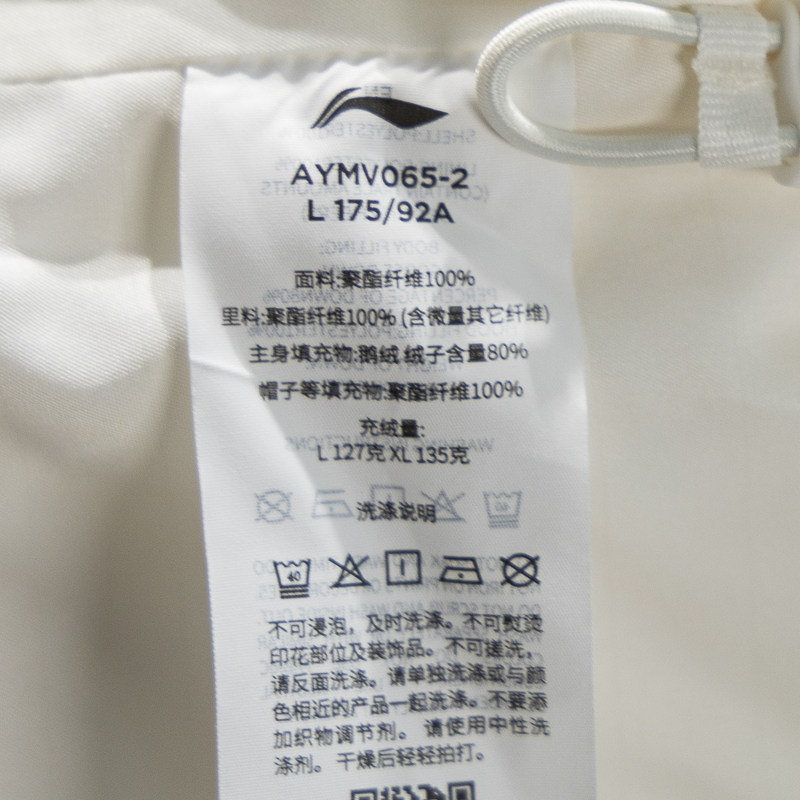 AYMV065-2
L 175/92A
面料:聚酯纤维100%
里料:聚酯纤维100% (含微量其它纤维)
主身填充物:鹅绒 绒子含量80%
帽子等填充物:聚酯纤维100%
充绒量:
L 127克 XL 135克
洗涤说明
40
不可浸泡，及时洗涤。不可熨烫
印花部位及装饰品。不可搓洗，
请反面洗涤。请单独洗涤或与颜
色相近的产品一起洗涤。不要添
加织物调节剂。 请使用中性洗
涤剂。 干燥后轻轻拍打。